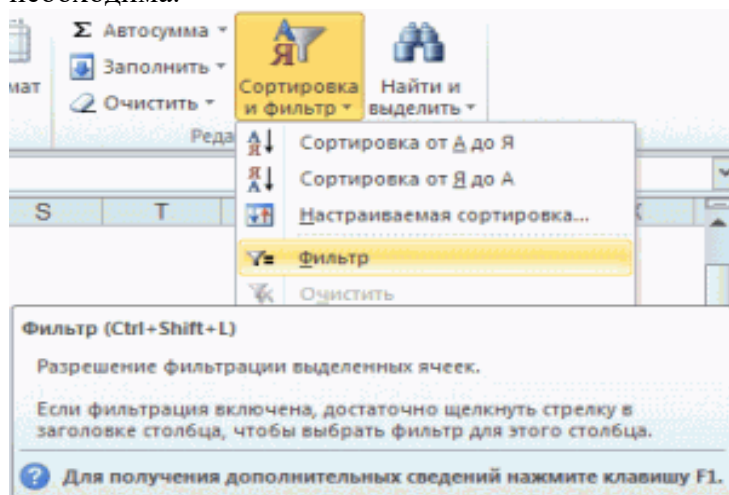 необходима.
Σ Автосумма
Заполнить
Очистить
мат
Сортировка
и фильтр
Найти и
выделить
Реда
Сортировка от А до Я
Сортировка от Я до А
Настраиваемая сортировка...
S T
Фильтр
Очистить
Фильтр (Ctrl+Shift+L)
Разрешение фильтрации выделенных ячеек.
Если фильтрация включена, достаточно щелкнуть стрелку в
заголовке столбца, чтобы выбрать фильтр для этого столбца.
Для получения дополнительных сведений нажмите клавишу F1.